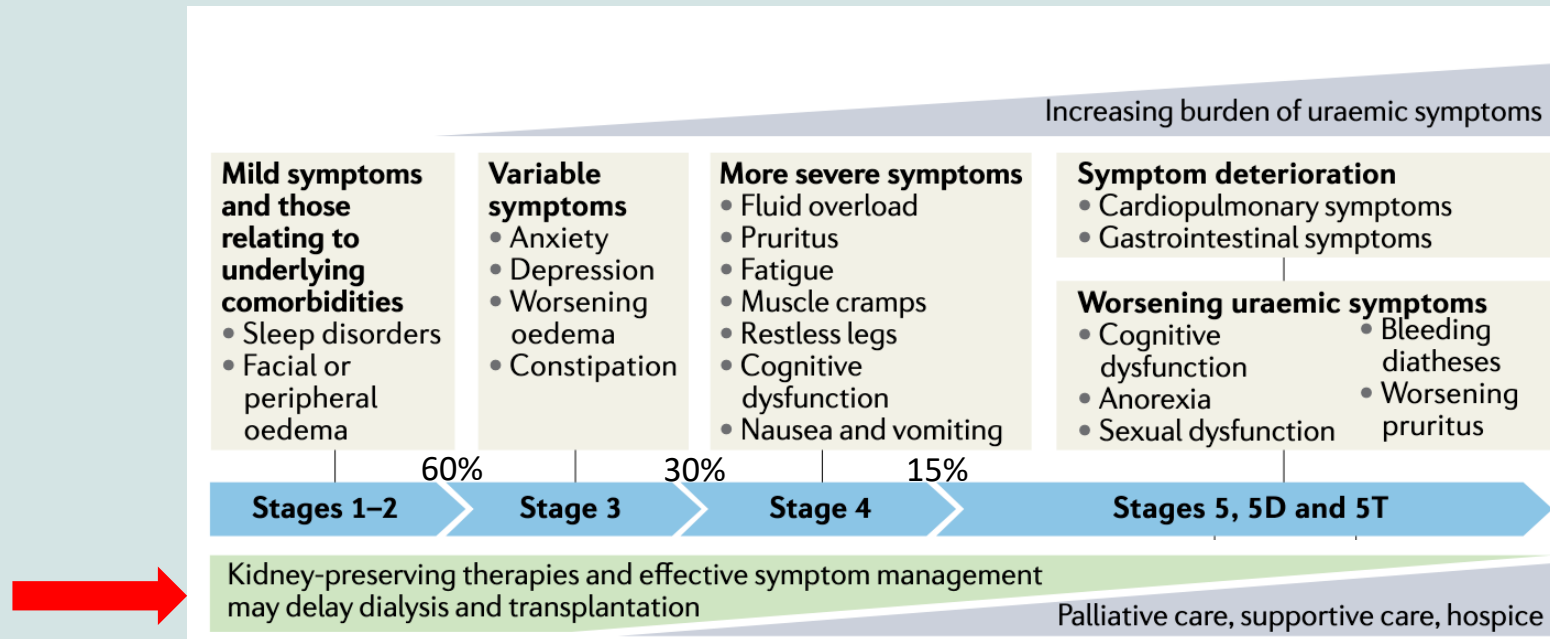 Increasing burden of uraemic symptoms
Mild symptoms
and those
relating to
underlying
comorbidities
• Sleep disorders
• Facial or
peripheral
oedema
Variable
symptoms
• Anxiety
• Depression
• Worsening
oedema
• Constipation
More severe symptoms
• Fluid overload
• Pruritus
• Fatigue
• Muscle cramps
• Restless legs
• Cognitive
dysfunction
• Nausea and vomiting
Symptom deterioration
• Cardiopulmonary symptoms
• Gastrointestinal symptoms
Worsening uraemic symptoms
• Cognitive
dysfunction
• Anorexia
• Sexual dysfunction
• Bleeding
diatheses
• Worsening
pruritus
60%
30%
15%
Stages 1–2
Stage 3
Stage 4
Stages 5, 5D and 5T
Kidney-preserving therapies and effective symptom management
may delay dialysis and transplantation
Palliative care, supportive care, hospice